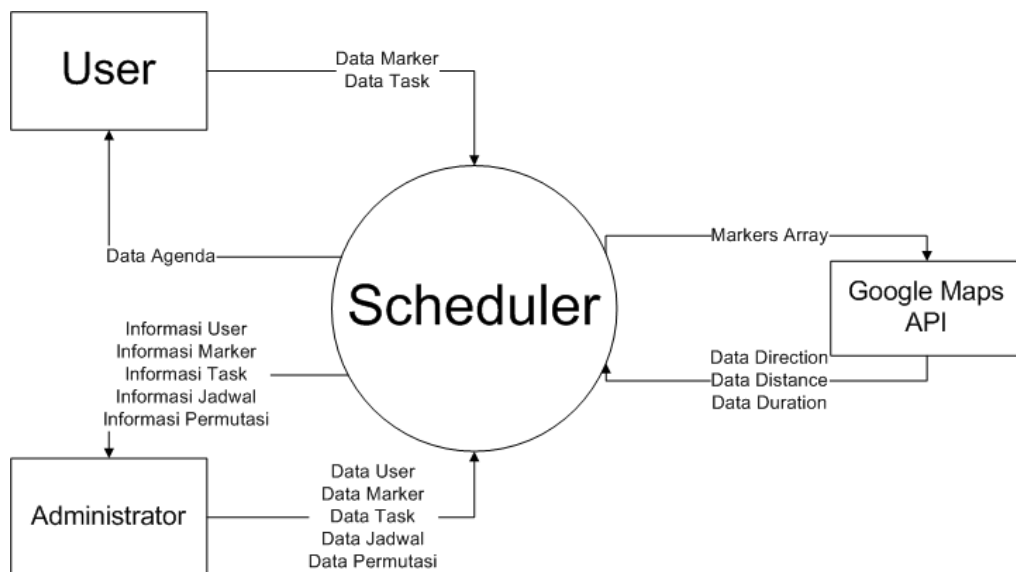 User
Data Marker
Data Task
Data Agenda
Scheduler
Markers Array
Google Maps
API
Data Direction
Data Distance
Data Duration
Informasi User
Informasi Marker
Informasi Task
Informasi Jadwal
Informasi Permutasi
Administrator
Data User
Data Marker
Data Task
Data Jadwal
Data Permutasi